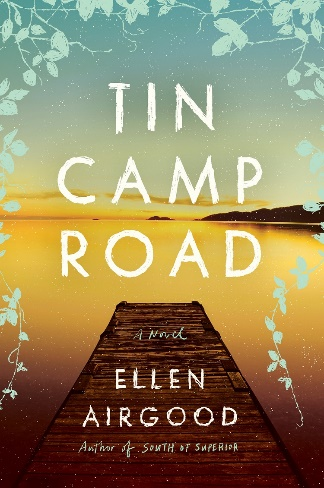 TIN
CAMP
ROAD
A Novel
ELLEN
AIRGOOD
Author of SOUTH OF SUPERIOR